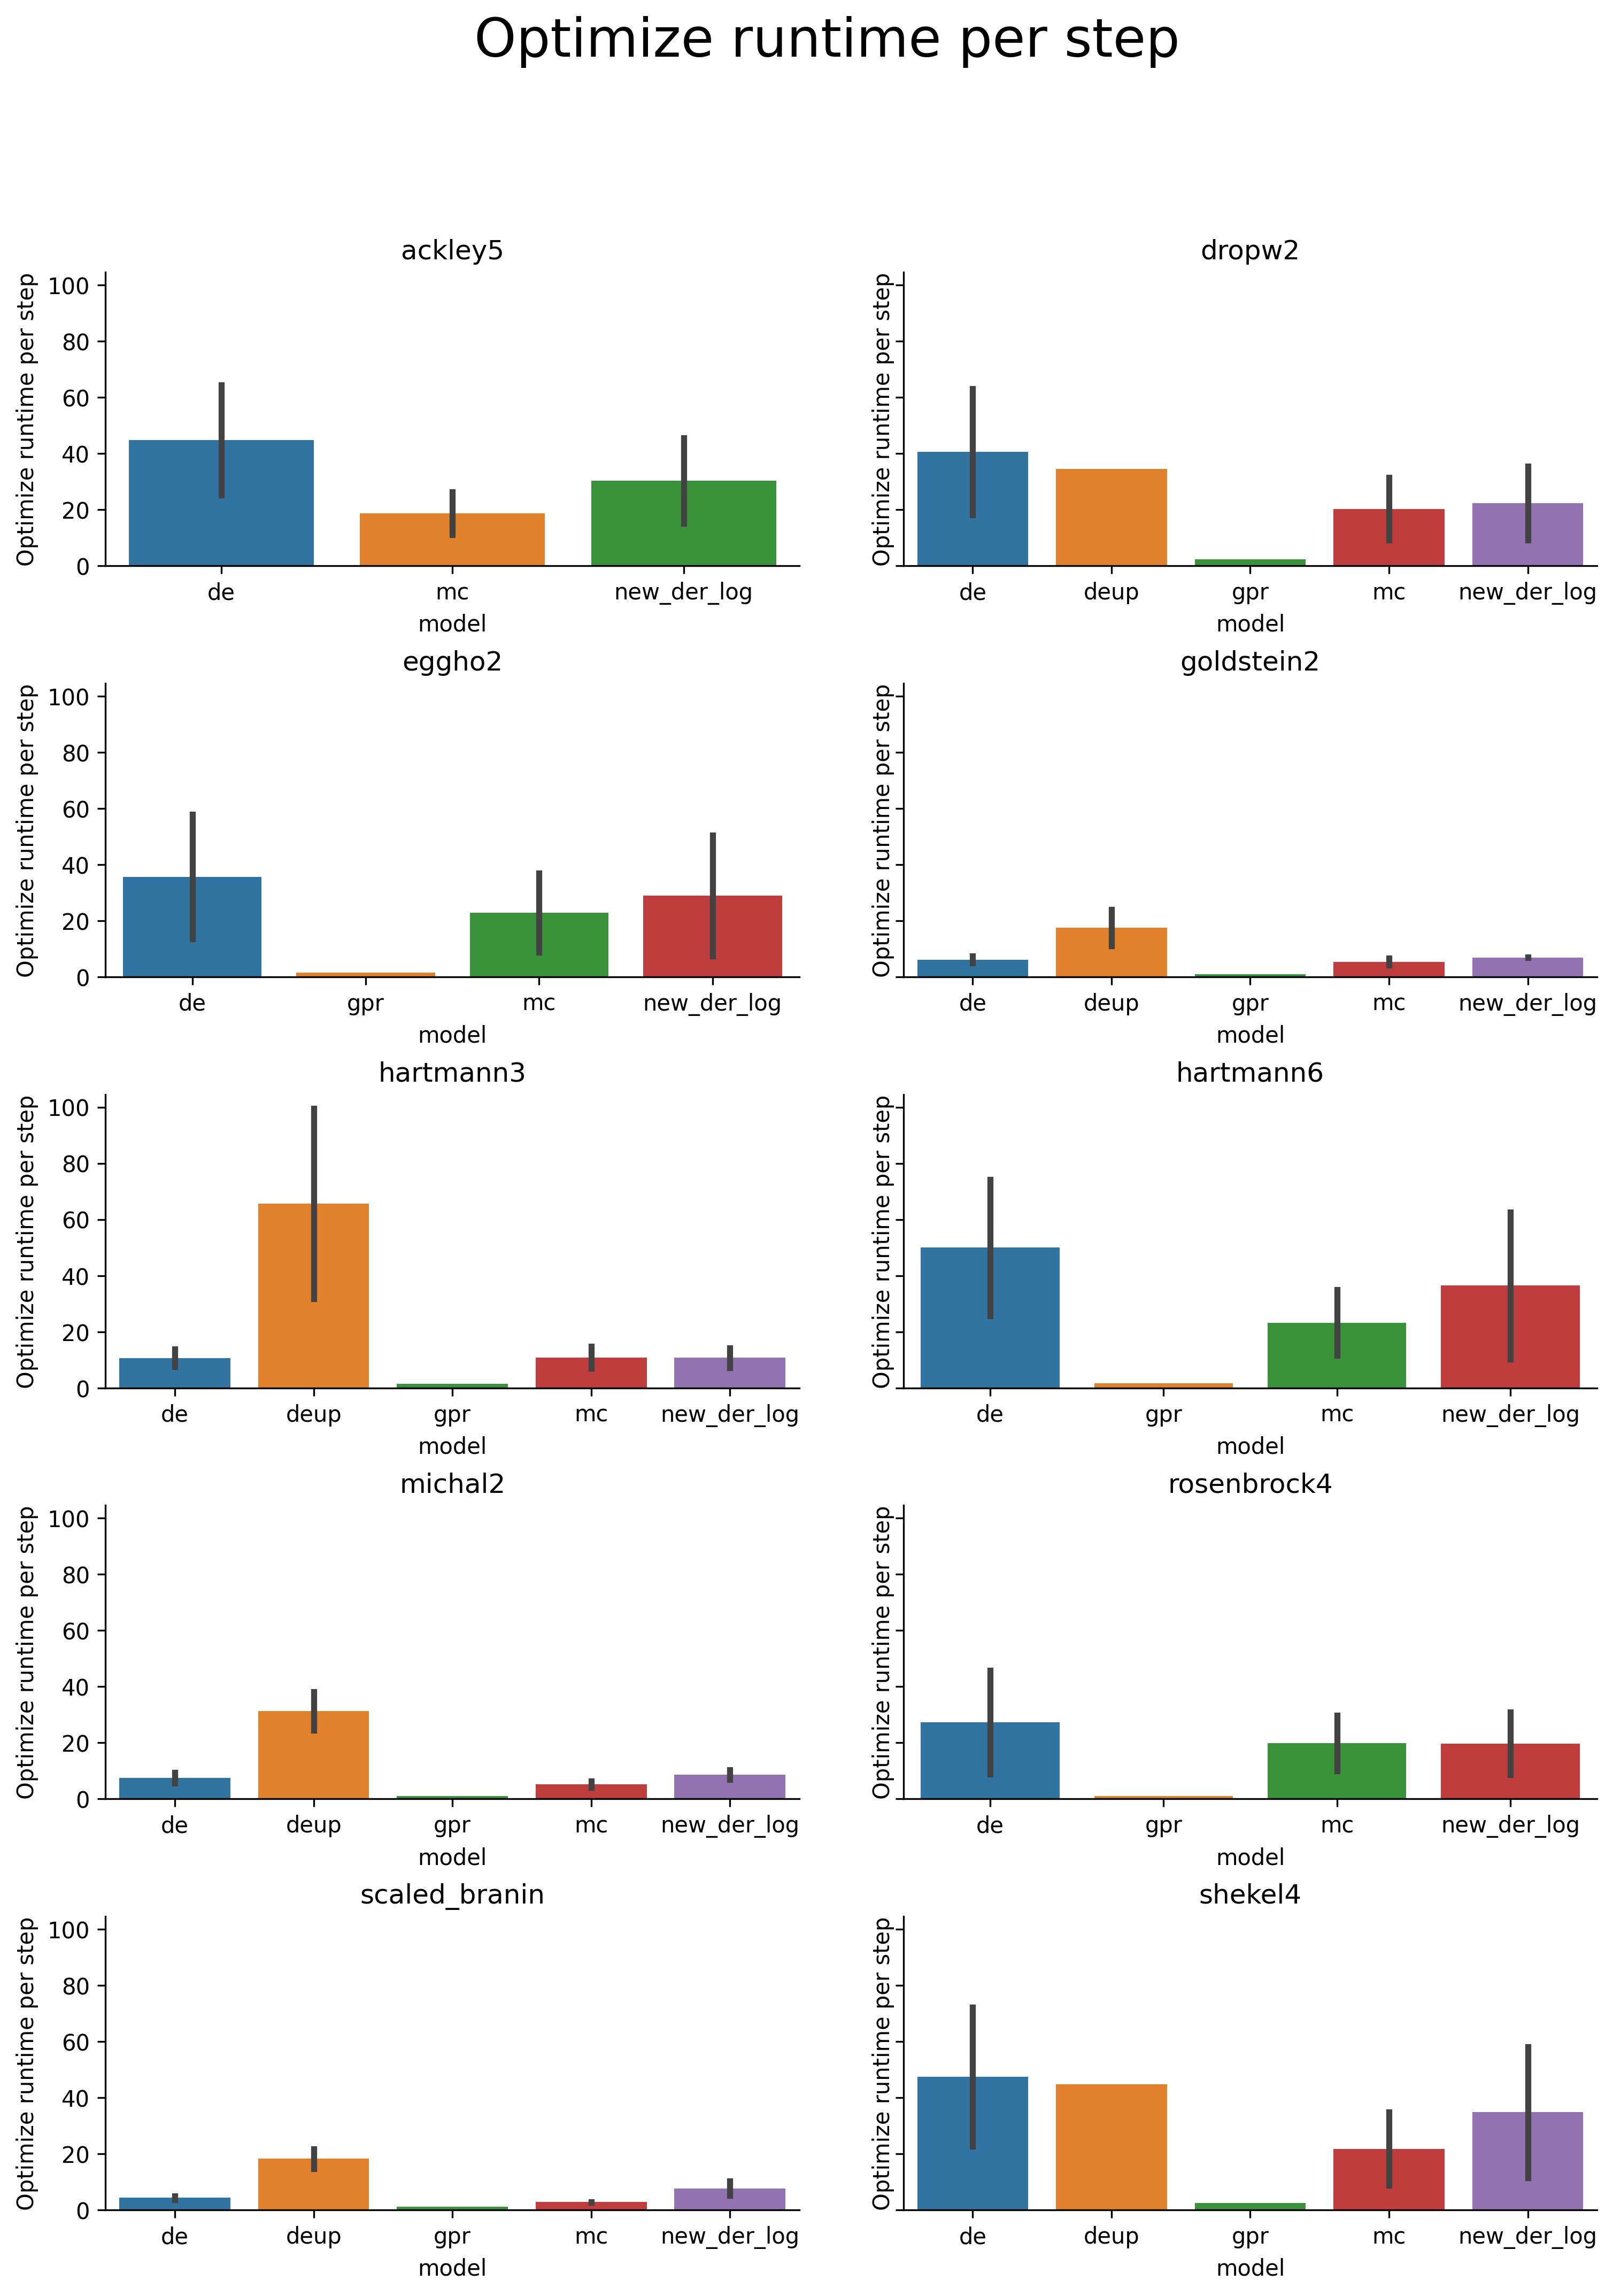 Optimize runtime per step
ackley5
Optimize runtime per step
100
80
60
40
20
0
de mc new_der_log
model
dropw2
Optimize runtime per step
de deup gpr mc new_der_log
model
eggho2
Optimize runtime per step
100
80
60
40
20
0
de gpr mc new_der_log
model
goldstein2
Optimize runtime per step
de deup gpr mc new_der_log
model
hartmann3
Optimize runtime per step
100
80
60
40
20
0
de deup gpr mc new_der_log
model
hartmann6
Optimize runtime per step
de gpr mc new_der_log
model
michal2
Optimize runtime per step
100
80
60
40
20
0
de deup gpr mc new_der_log
model
rosenbrock4
Optimize runtime per step
de gpr mc new_der_log
model
scaled_branin
Optimize runtime per step
100
80
60
40
20
0
de deup gpr mc new_der_log
model
shekel4
Optimize runtime per step
de deup gpr mc new_der_log
model